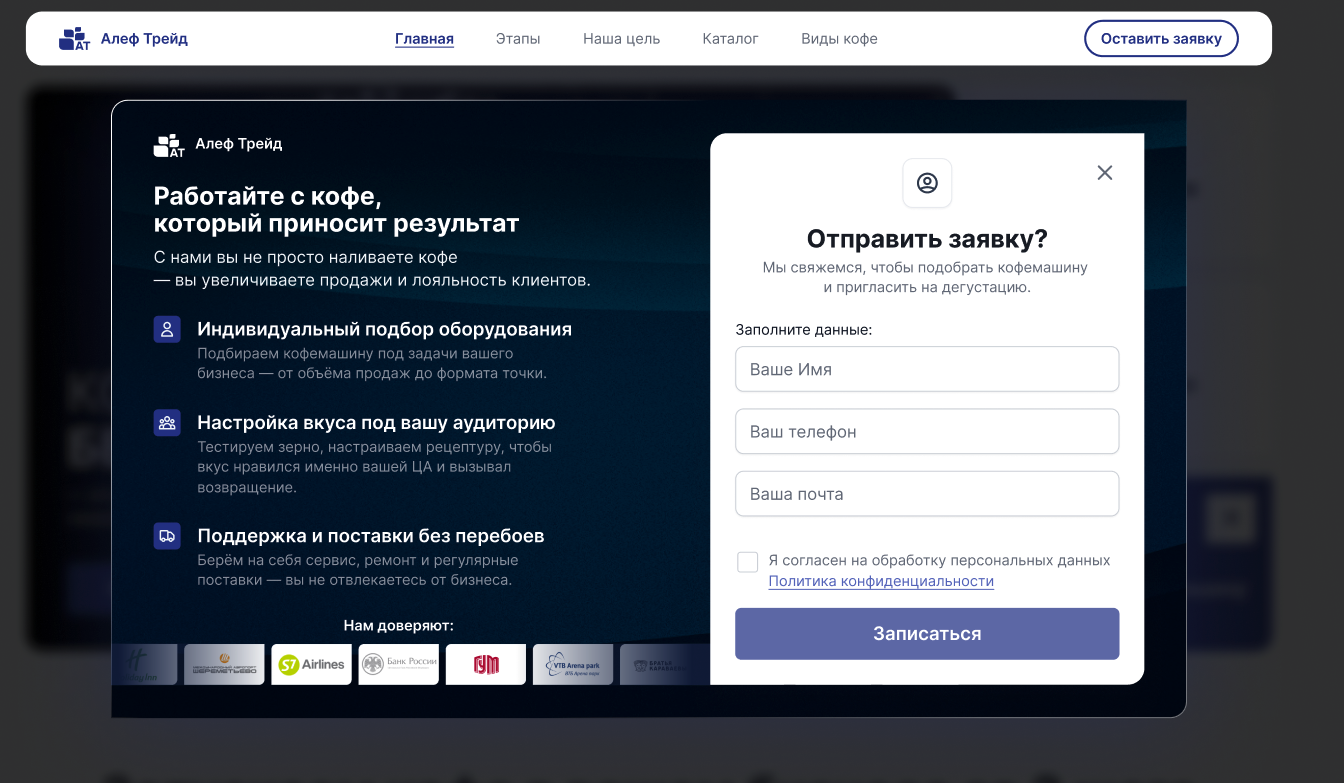 АТ
Алеф Трейд
Главная
Этапы
Наша цель
Каталог
Виды кофе
Оставить заявку
АТ
Алеф Трейд
Работайте с кофе,
который приносит результат
С нами вы не просто наливаете кофе
— вы увеличиваете продажи и лояльность клиентов.
Индивидуальный подбор оборудования
Подбираем кофемашину под задачи вашего
бизнеса — от объёма продаж до формата точки.
Настройка вкуса под вашу аудиторию
Тестируем зерно, настраиваем рецептуру, чтобы
вкус нравился именно вашей ЦА и вызывал
возвращение.
Поддержка и поставки без перебоев
Берём на себя сервис, ремонт и регулярные
поставки — вы не отвлекаетесь от бизнеса.
Нам доверяют:
Inn
ШЕРЕМЕТЬЕВО
S7 Airlines
Банк России
ГУМ
VTB Arena park
ВТБ Арена парк
БРАТЬЯ
Отправить заявку?
Мы свяжемся, чтобы подобрать кофемашину
и пригласить на дегустацию.
Заполните данные:
Ваше Имя
Ваш телефон
Ваша почта
Я согласен на обработку персональных данных
Политика конфиденциальности
Записаться